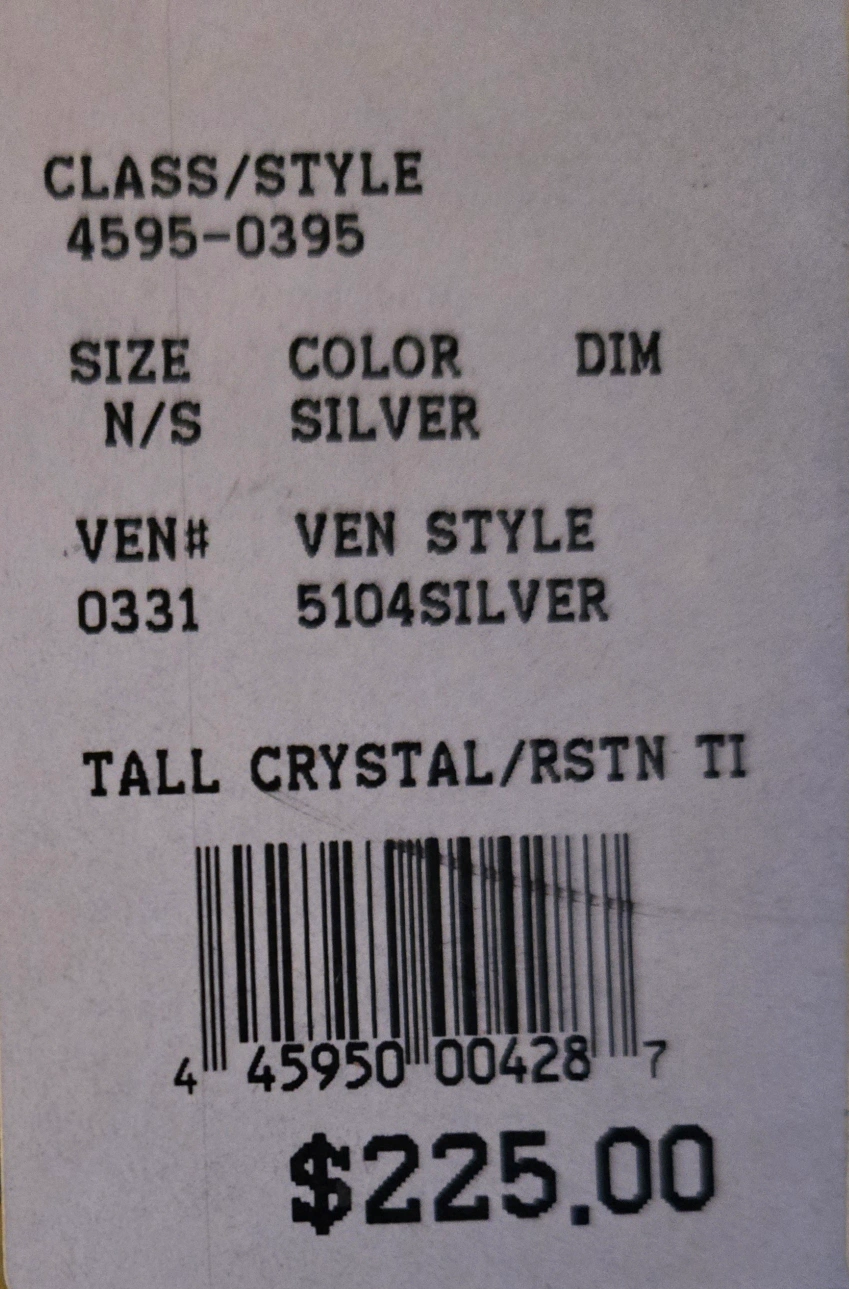 CLASS/STYLE
4595-0395
SIZE COLOR DIM
N/S SILVER
VEN# VEN STYLE
0331 5104SILVER
TALL CRYSTAL/RSTN TI
4 45950 00428 7
$225.00